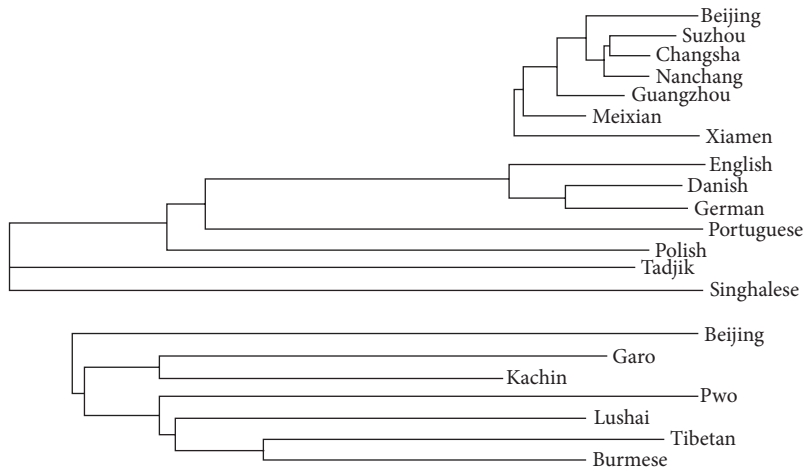 Beijing
Suzhou
Changsha
Nanchang
Guangzhou
Meixian
Xiamen
English
Danish
German
Portuguese
Polish
Tadjik
Singhalese
Beijing
Garo
Kachin
Pwo
Lushai
Tibetan
Burmese